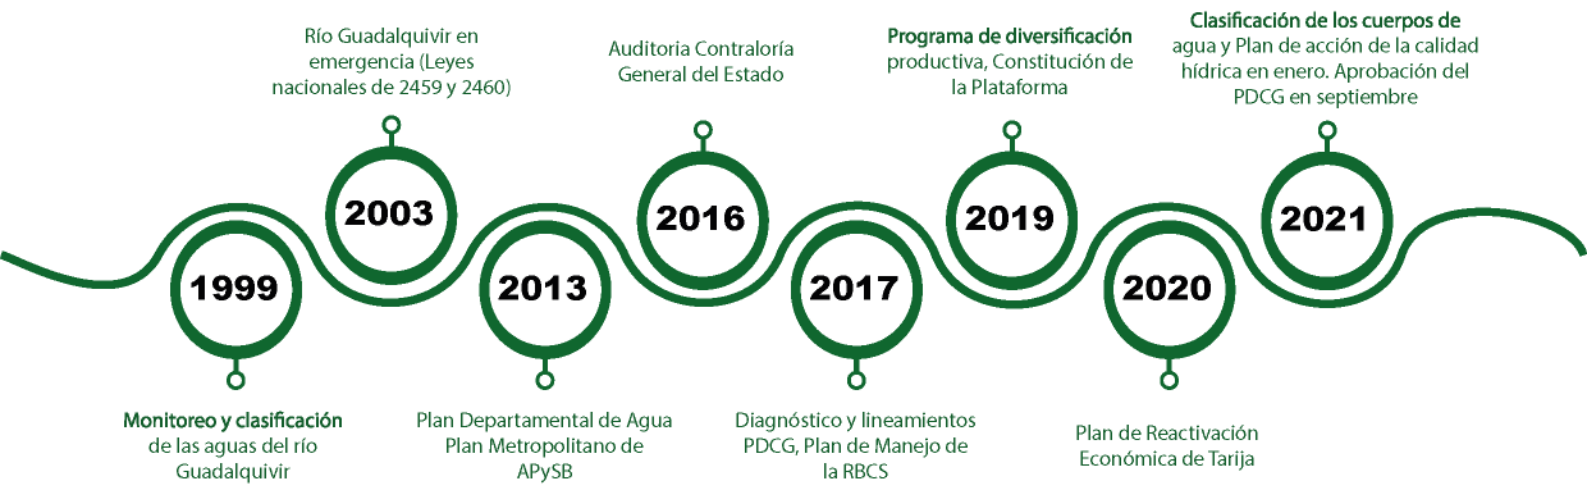 Río Guadalquivir en
emergencia (Leyes
nacionales de 2459 y 2460)
Auditoria Contraloría
General del Estado
Programa de diversificación
productiva, Constitución de
la Plataforma
Clasificación de los cuerpos de
agua y Plan de acción de la calidad
hídrica en enero. Aprobación del
PDCG en septiembre
1999
2003
2013
2016
2017
2019
2020
2021
Monitoreo y clasificación
de las aguas del río
Guadalquivir
Plan Departamental de Agua
Plan Metropolitano de
APySB
Diagnóstico y lineamientos
PDCG, Plan de Manejo de
la RBCS
Plan de Reactivación
Económica de Tarija